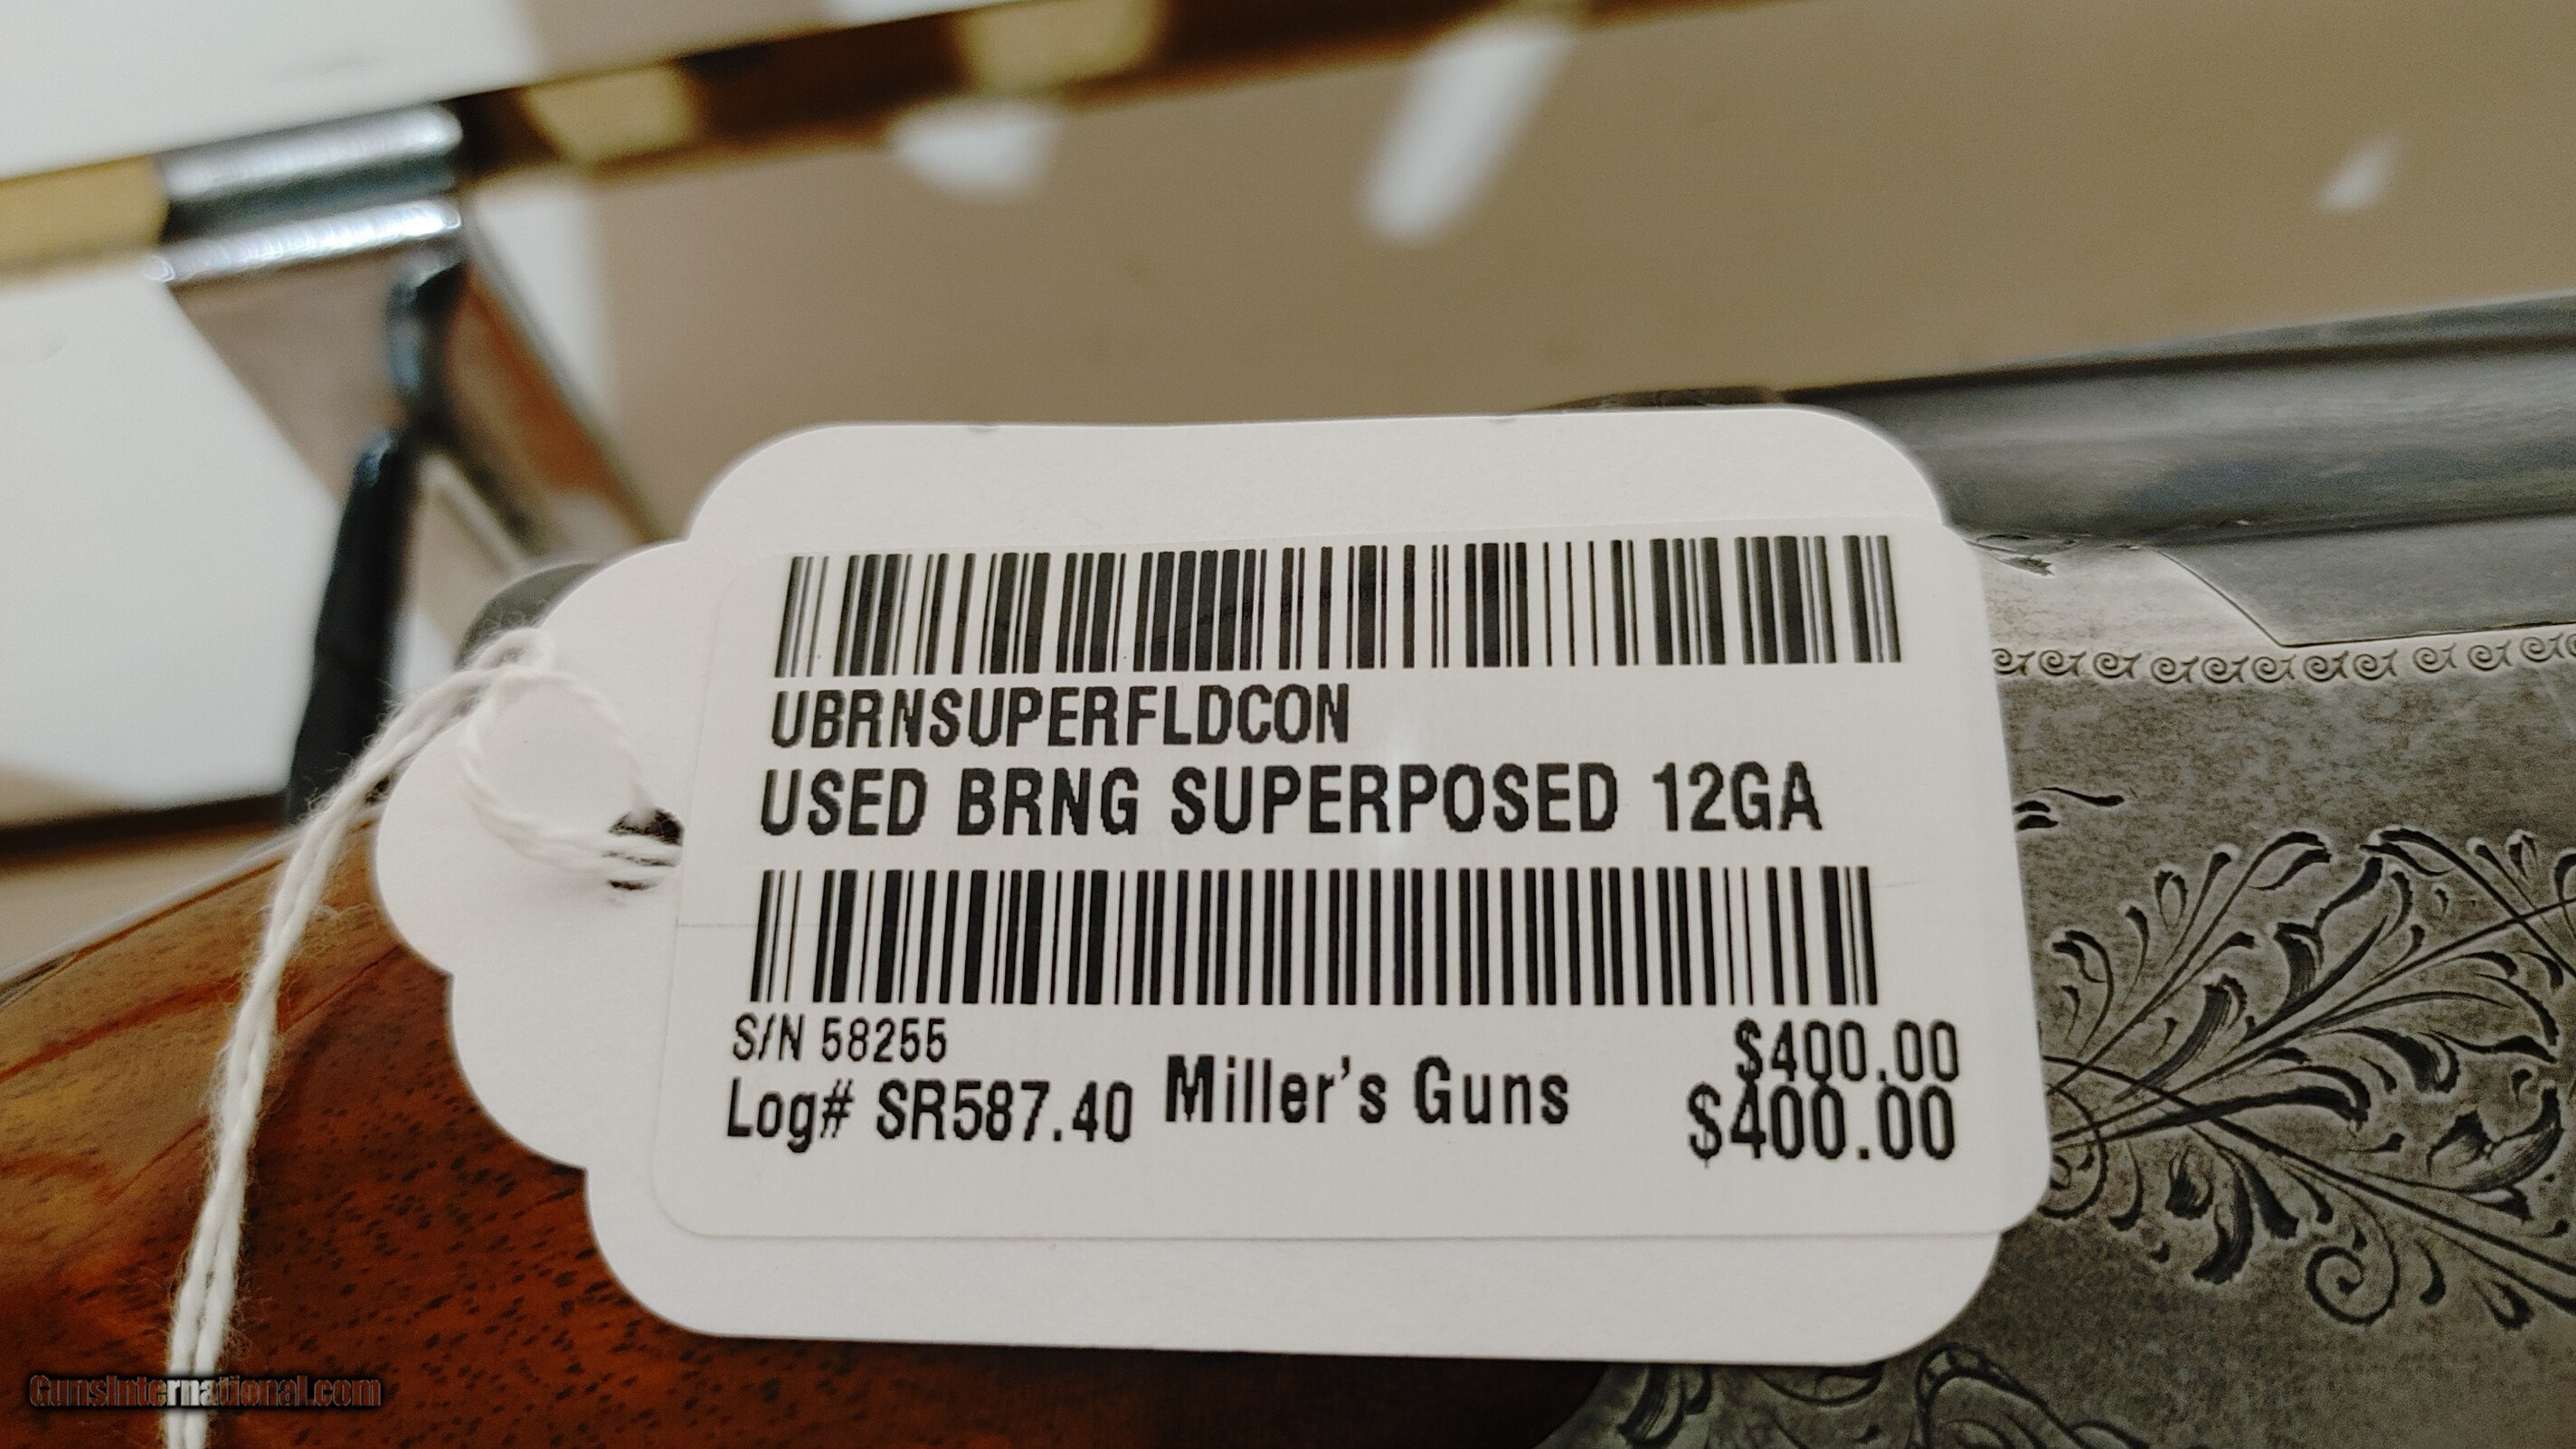 UBRNSUPERFLDCON
USED BRNG SUPERPOSED 12GA
S/N 58255
$400.00
Log# SR587.40
Miller's Guns
$400.00
GunsInternational.com